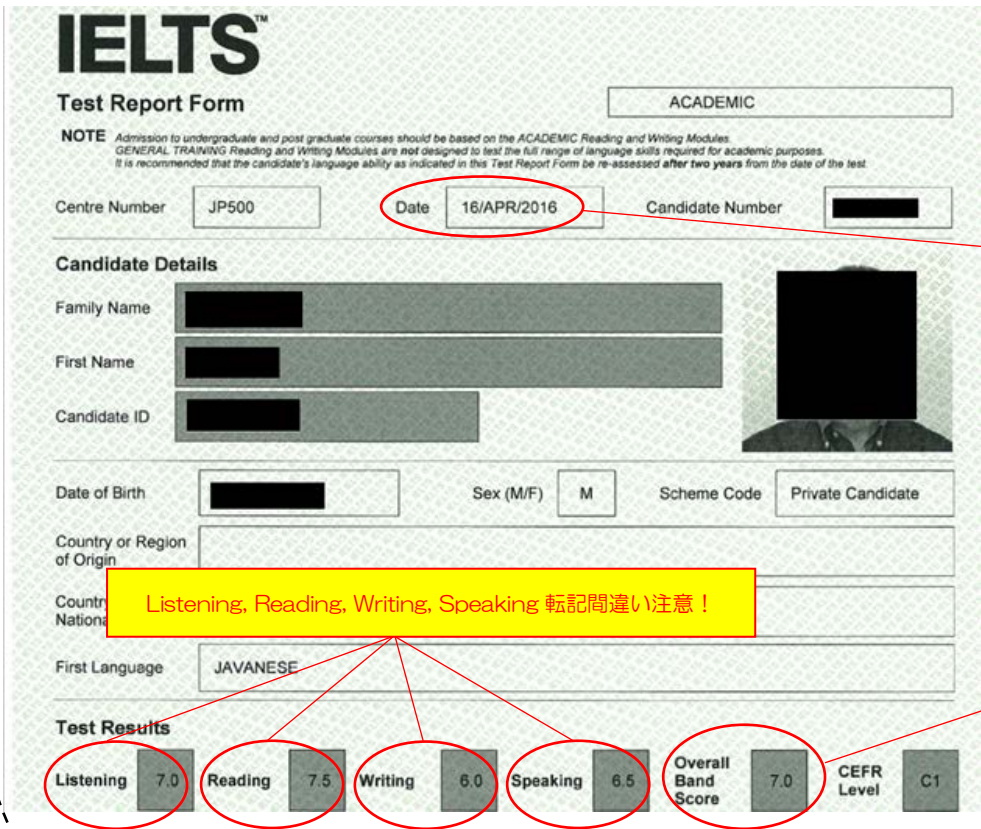 IELTS™
Test Report Form ACADEMIC
NOTE Admission to undergraduate and post graduate courses should be based on the ACADEMIC Reading and Writing Modules.
GENERAL TRAINING Reading and Writing Modules are not designed to test the full range of language skills required for academic purposes.
It is recommended that the candidate's language ability as indicated in this Test Report Form be re-assessed after two years from the date of the test.
Centre Number JP500 Date 16/APR/2016 Candidate Number
Candidate Details
Family Name
First Name
Candidate ID
Date of Birth Sex (M/F) M Scheme Code Private Candidate
Country or Region
of Origin
Listening, Reading, Writing, Speaking 転記間違い注意！
First Language JAVANESE
Test Results
Listening 7.0 Reading 7.5 Writing 6.0 Speaking 6.5 Overall Band Score 7.0 CEFR Level C1